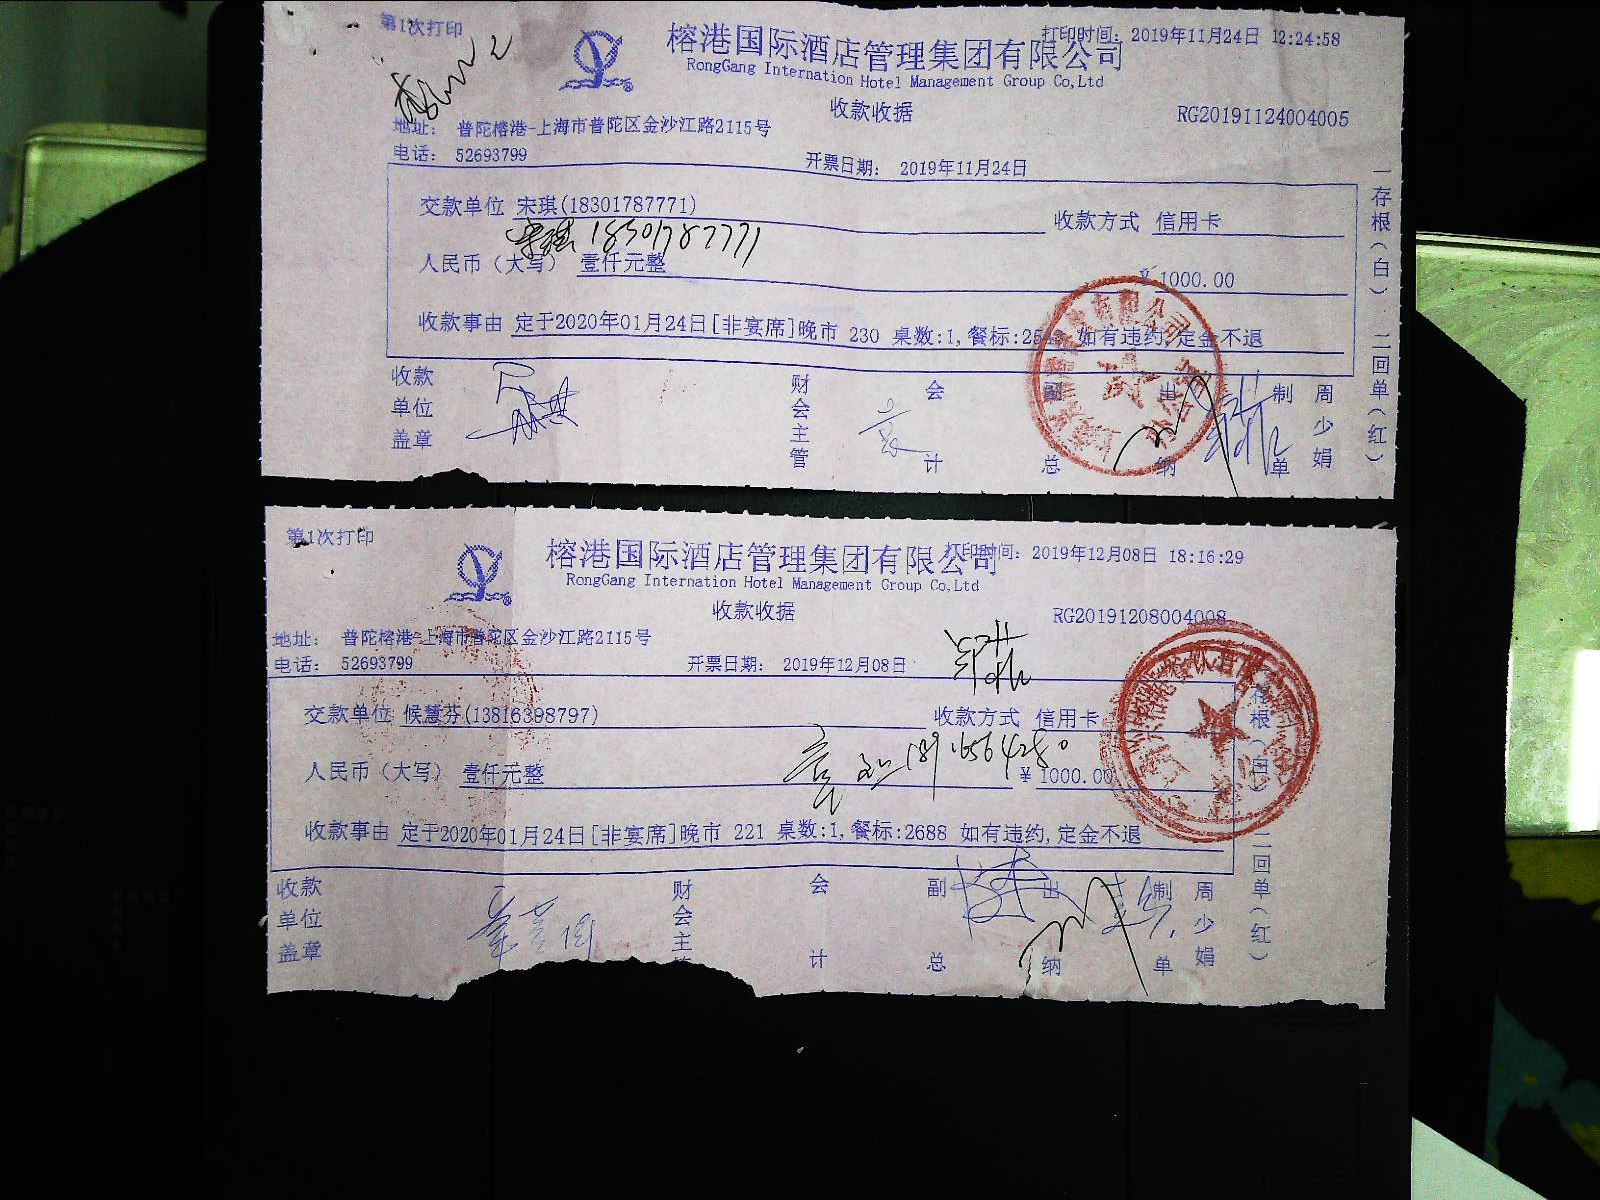 第1次打印
榕港国际酒店管理集团有限公司
打印时间: 2019年11月24日 12:24:58
RongGang Internation Hotel Management Group Co,Ltd
收款收据
RG20191124004005
地址: 普陀榕港-上海市普陀区金沙江路2115号
电话: 52693799
开票日期: 2019年11月24日
交款单位 宋琪(18301787771)
收款方式 信用卡
宋琪 18301787771
人民币（大写） 壹仟元整
¥ 1000.00
收款事由 定于2020年01月24日[非宴席]晚市 230 桌数:1,餐标:25 如有违约,定金不退
收款单位盖章
财会主管
会计
副总
出纳
制单
周少娟
一存根(白) 二回单(红)
第1次打印
榕港国际酒店管理集团有限公司
打印时间: 2019年12月08日 18:16:29
RongGang Internation Hotel Management Group Co,Ltd
收款收据
RG20191208004008
地址: 普陀榕港-上海市普陀区金沙江路2115号
电话: 52693799
开票日期: 2019年12月08日
交款单位 候慧芬(13816398797)
收款方式 信用卡
人民币（大写） 壹仟元整
¥ 1000.00
收款事由 定于2020年01月24日[非宴席]晚市 221 桌数:1,餐标:2688 如有违约,定金不退
收款单位盖章
财会主
会计
副总
出纳
制单
周少娟
存根(白) 二回单(红)